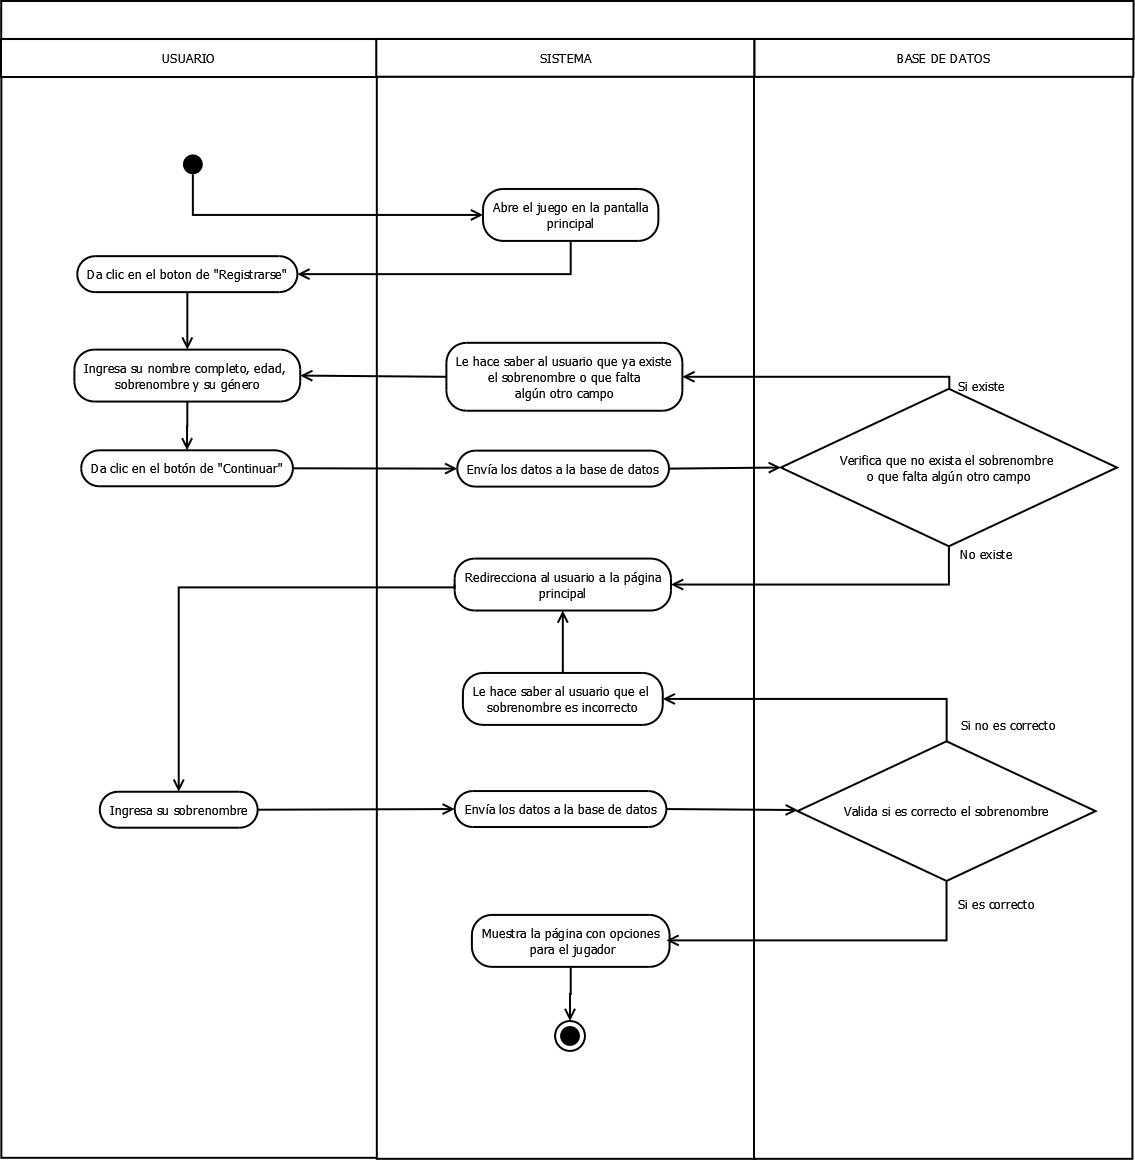 USUARIO
SISTEMA
BASE DE DATOS
Abre el juego en la pantalla
principal
Da clic en el boton de "Registrarse"
Ingresa su nombre completo, edad,
sobrenombre y su género
Le hace saber al usuario que ya existe
el sobrenombre o que falta
algún otro campo
Si existe
Da clic en el botón de "Continuar"
Envía los datos a la base de datos
Verifica que no exista el sobrenombre
o que falta algún otro campo
No existe
Redirecciona al usuario a la página
principal
Le hace saber al usuario que el
sobrenombre es incorrecto
Si no es correcto
Ingresa su sobrenombre
Envía los datos a la base de datos
Valida si es correcto el sobrenombre
Si es correcto
Muestra la página con opciones
para el jugador